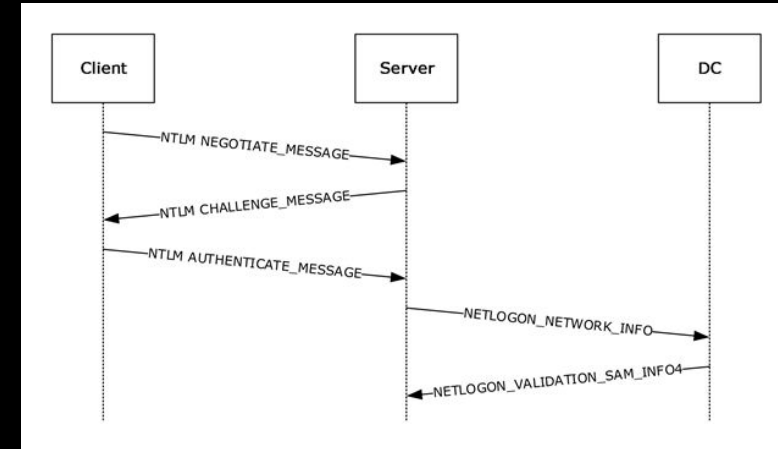 Client
Server
DC
NTLM NEGOTIATE_MESSAGE
NTLM CHALLENGE_MESSAGE
NTLM AUTHENTICATE_MESSAGE
NETLOGON_NETWORK_INFO
NETLOGON_VALIDATION_SAM_INFO4